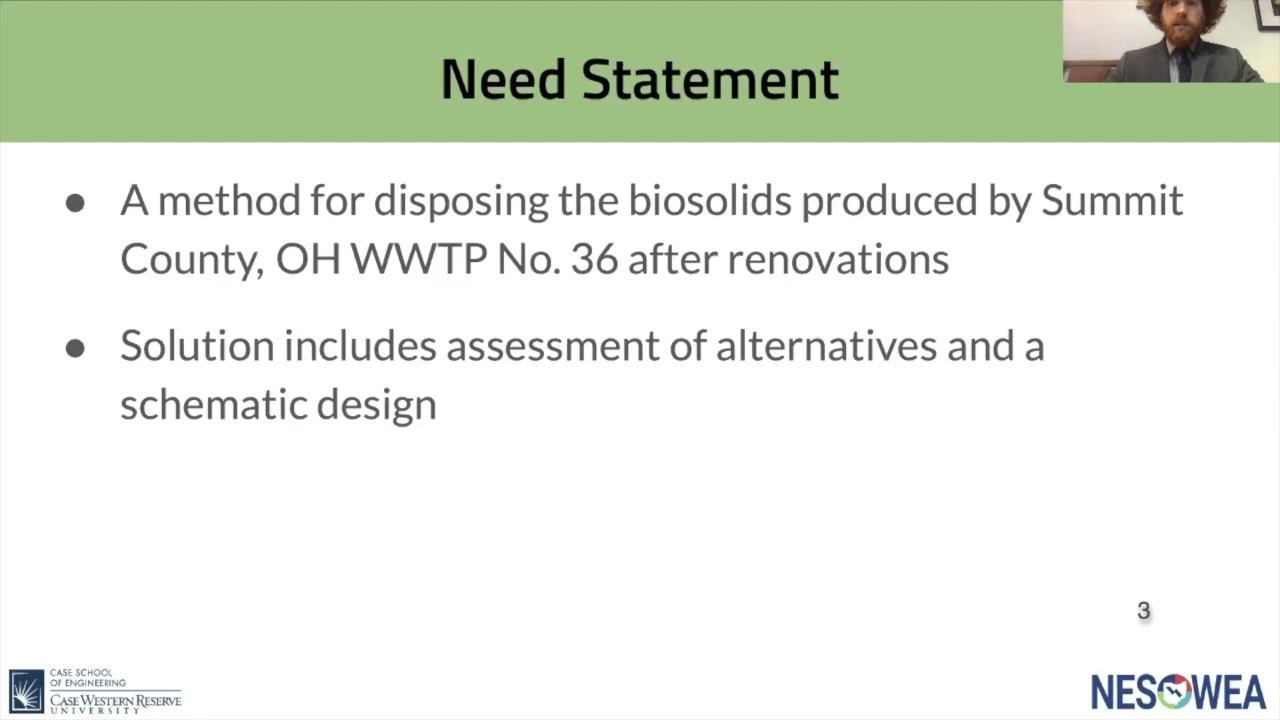 Need Statement
● A method for disposing the biosolids produced by Summit
County, OH WWTP No. 36 after renovations
● Solution includes assessment of alternatives and a
schematic design
3
CASE SCHOOL
OF ENGINEERING
CASE WESTERN RESERVE
UNIVERSITY
NESOWEA